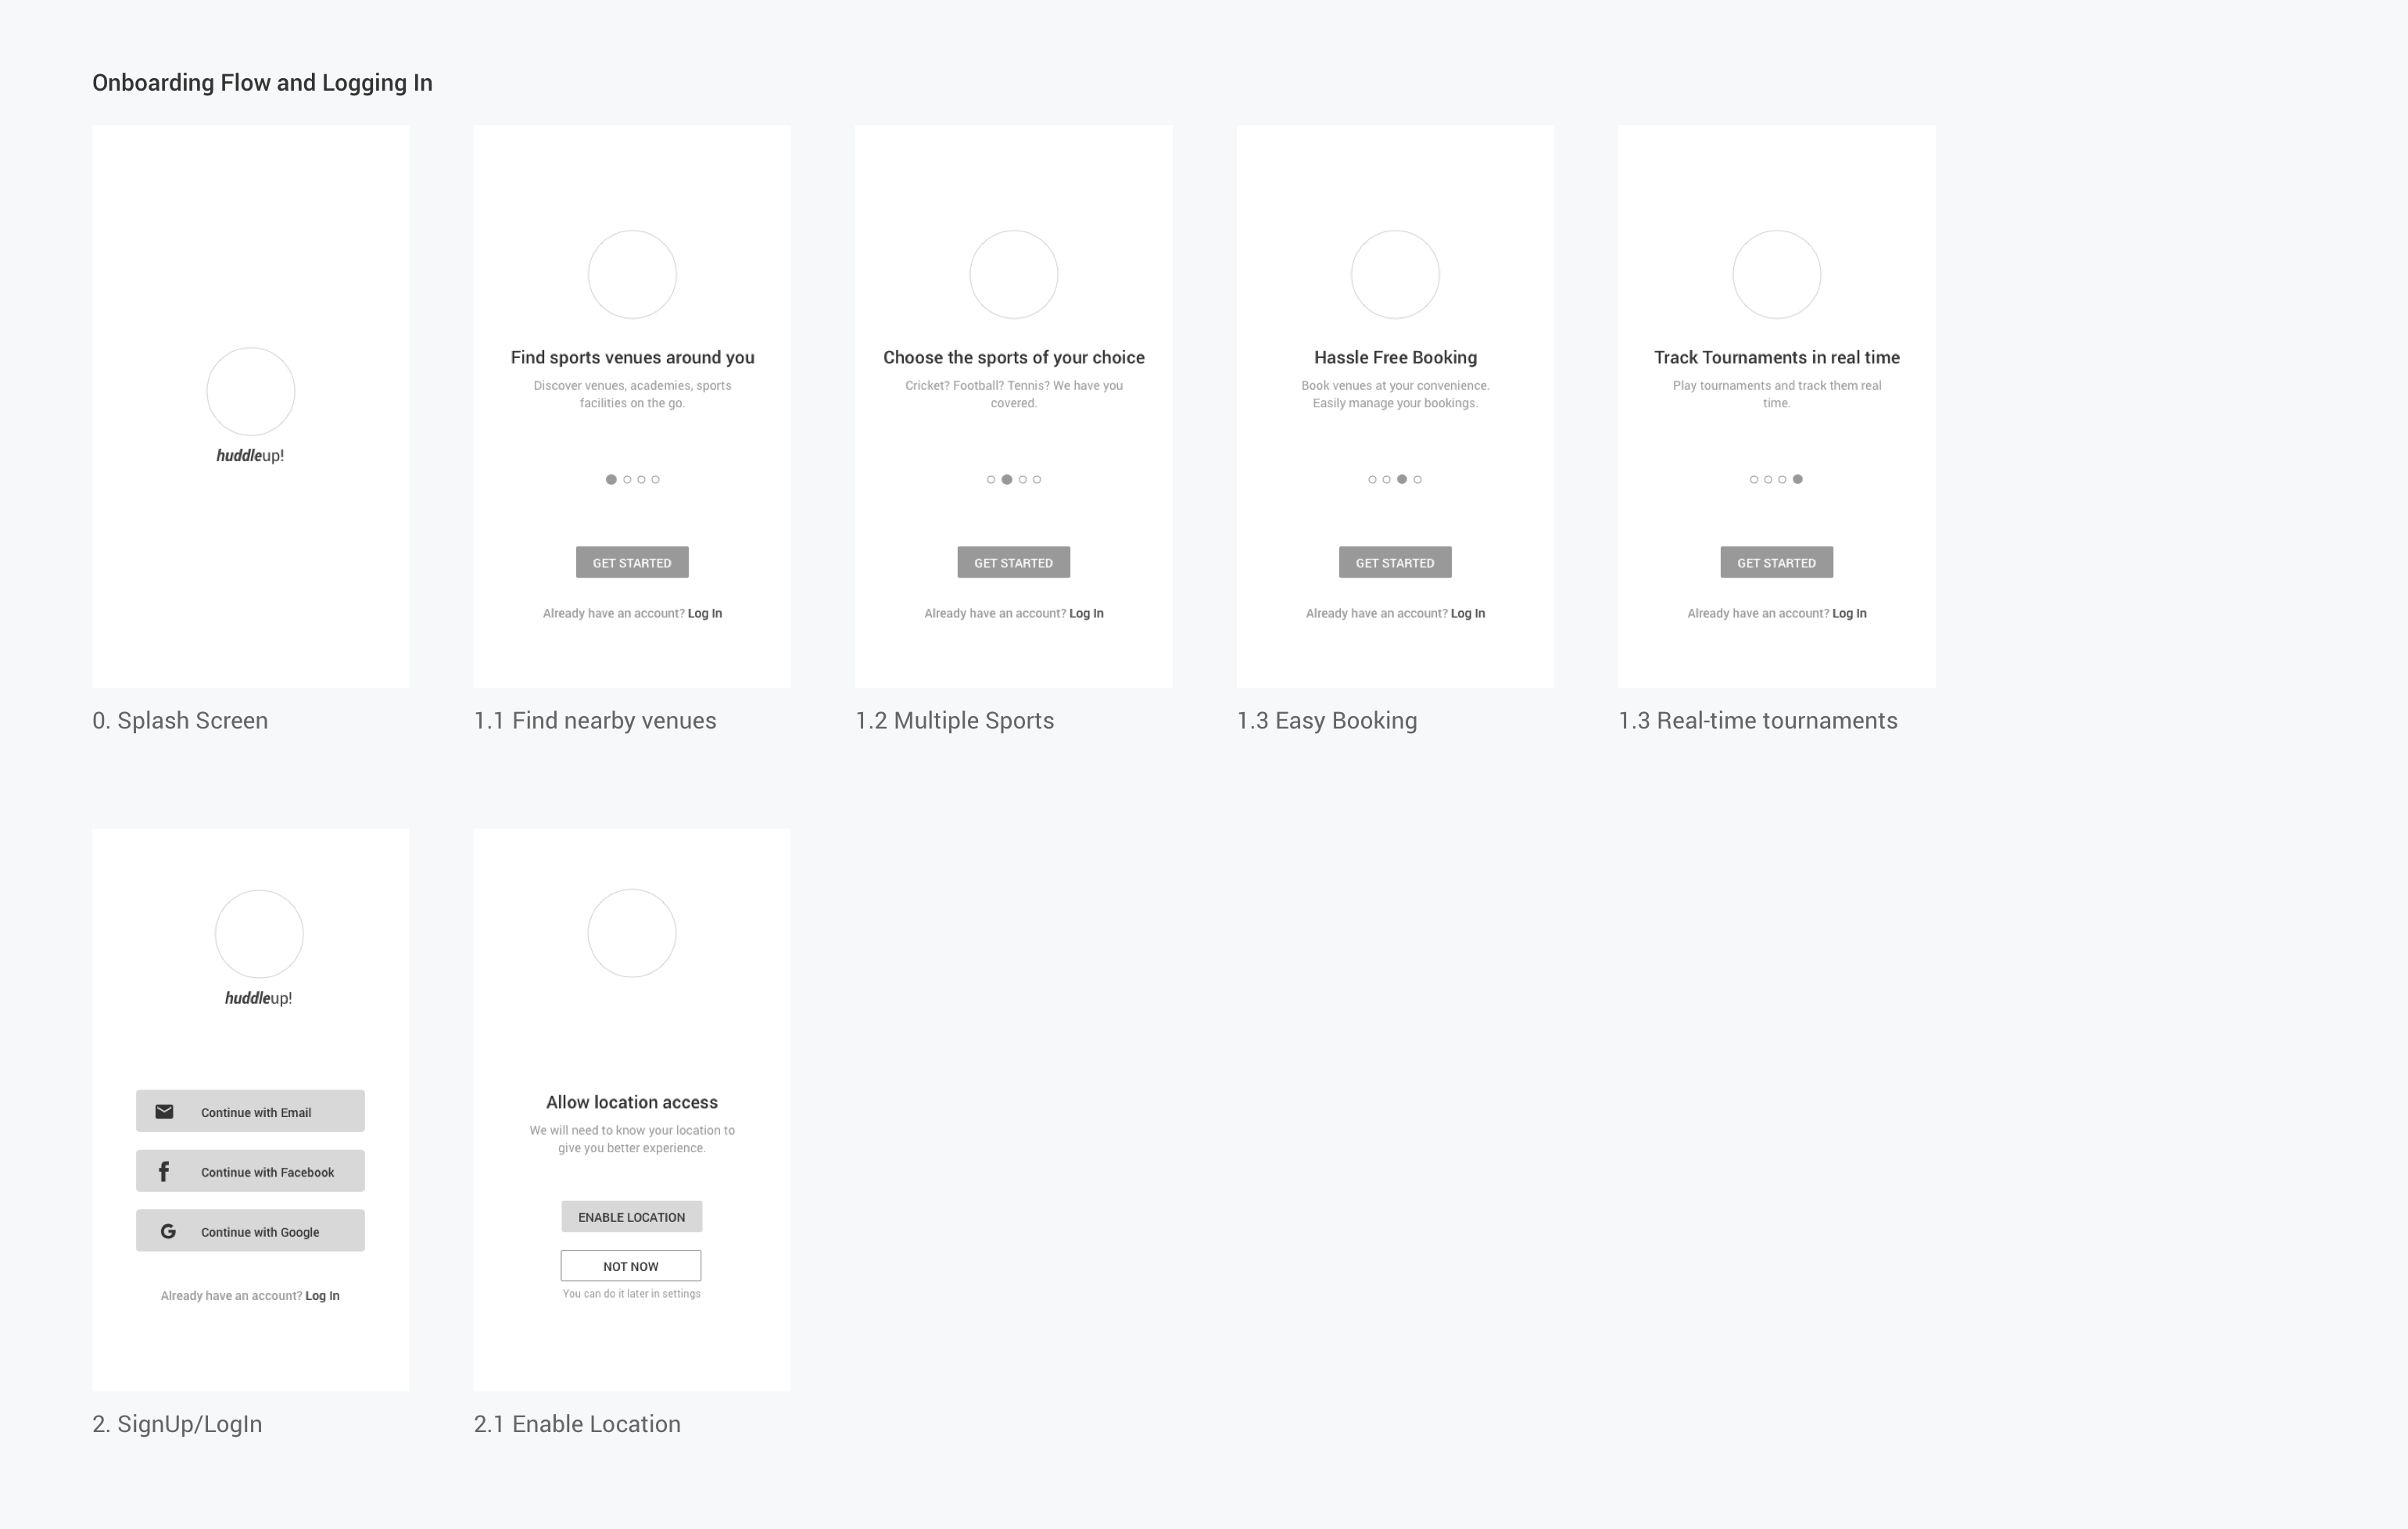 Onboarding Flow and Logging In
huddleup!
0. Splash Screen
Find sports venues around you
Discover venues, academies, sports
facilities on the go.
GET STARTED
Already have an account? Log In
1.1 Find nearby venues
Choose the sports of your choice
Cricket? Football? Tennis? We have you
covered.
GET STARTED
Already have an account? Log In
1.2 Multiple Sports
Hassle Free Booking
Book venues at your convenience.
Easily manage your bookings.
GET STARTED
Already have an account? Log In
1.3 Easy Booking
Track Tournaments in real time
Play tournaments and track them real
time.
GET STARTED
Already have an account? Log In
1.3 Real-time tournaments
huddleup!
Continue with Email
Continue with Facebook
Continue with Google
Already have an account? Log In
2. SignUp/LogIn
Allow location access
We will need to know your location to
give you better experience.
ENABLE LOCATION
NOT NOW
You can do it later in settings
2.1 Enable Location